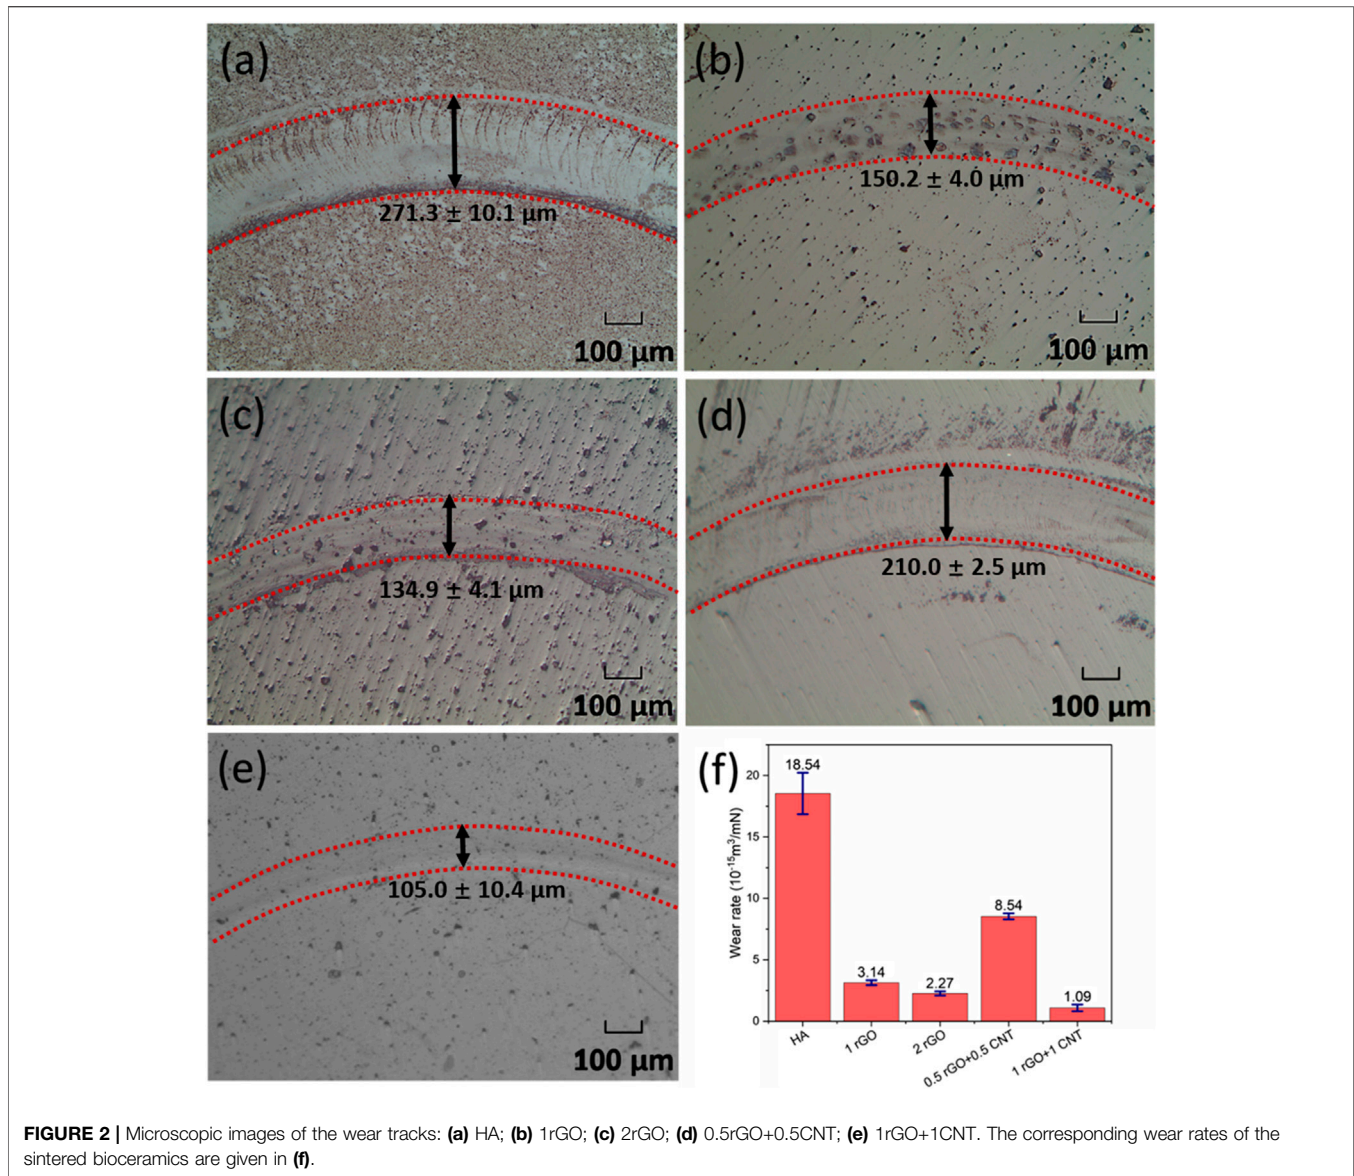 (a)
271.3 ± 10.1 μm
100 μm
(b)
150.2 ± 4.0 μm
100 μm
(c)
134.9 ± 4.1 μm
100 μm
(d)
210.0 ± 2.5 μm
100 μm
(e)
105.0 ± 10.4 μm
100 μm
(f)
Wear rate (10⁻¹⁵m³/mN)
20
15
10
5
0
18.54
3.14
2.27
8.54
1.09
HA
1 rGO
2 rGO
0.5 rGO+0.5 CNT
1 rGO+1 CNT
FIGURE 2 | Microscopic images of the wear tracks: (a) HA; (b) 1rGO; (c) 2rGO; (d) 0.5rGO+0.5CNT; (e) 1rGO+1CNT. The corresponding wear rates of the
sintered bioceramics are given in (f).